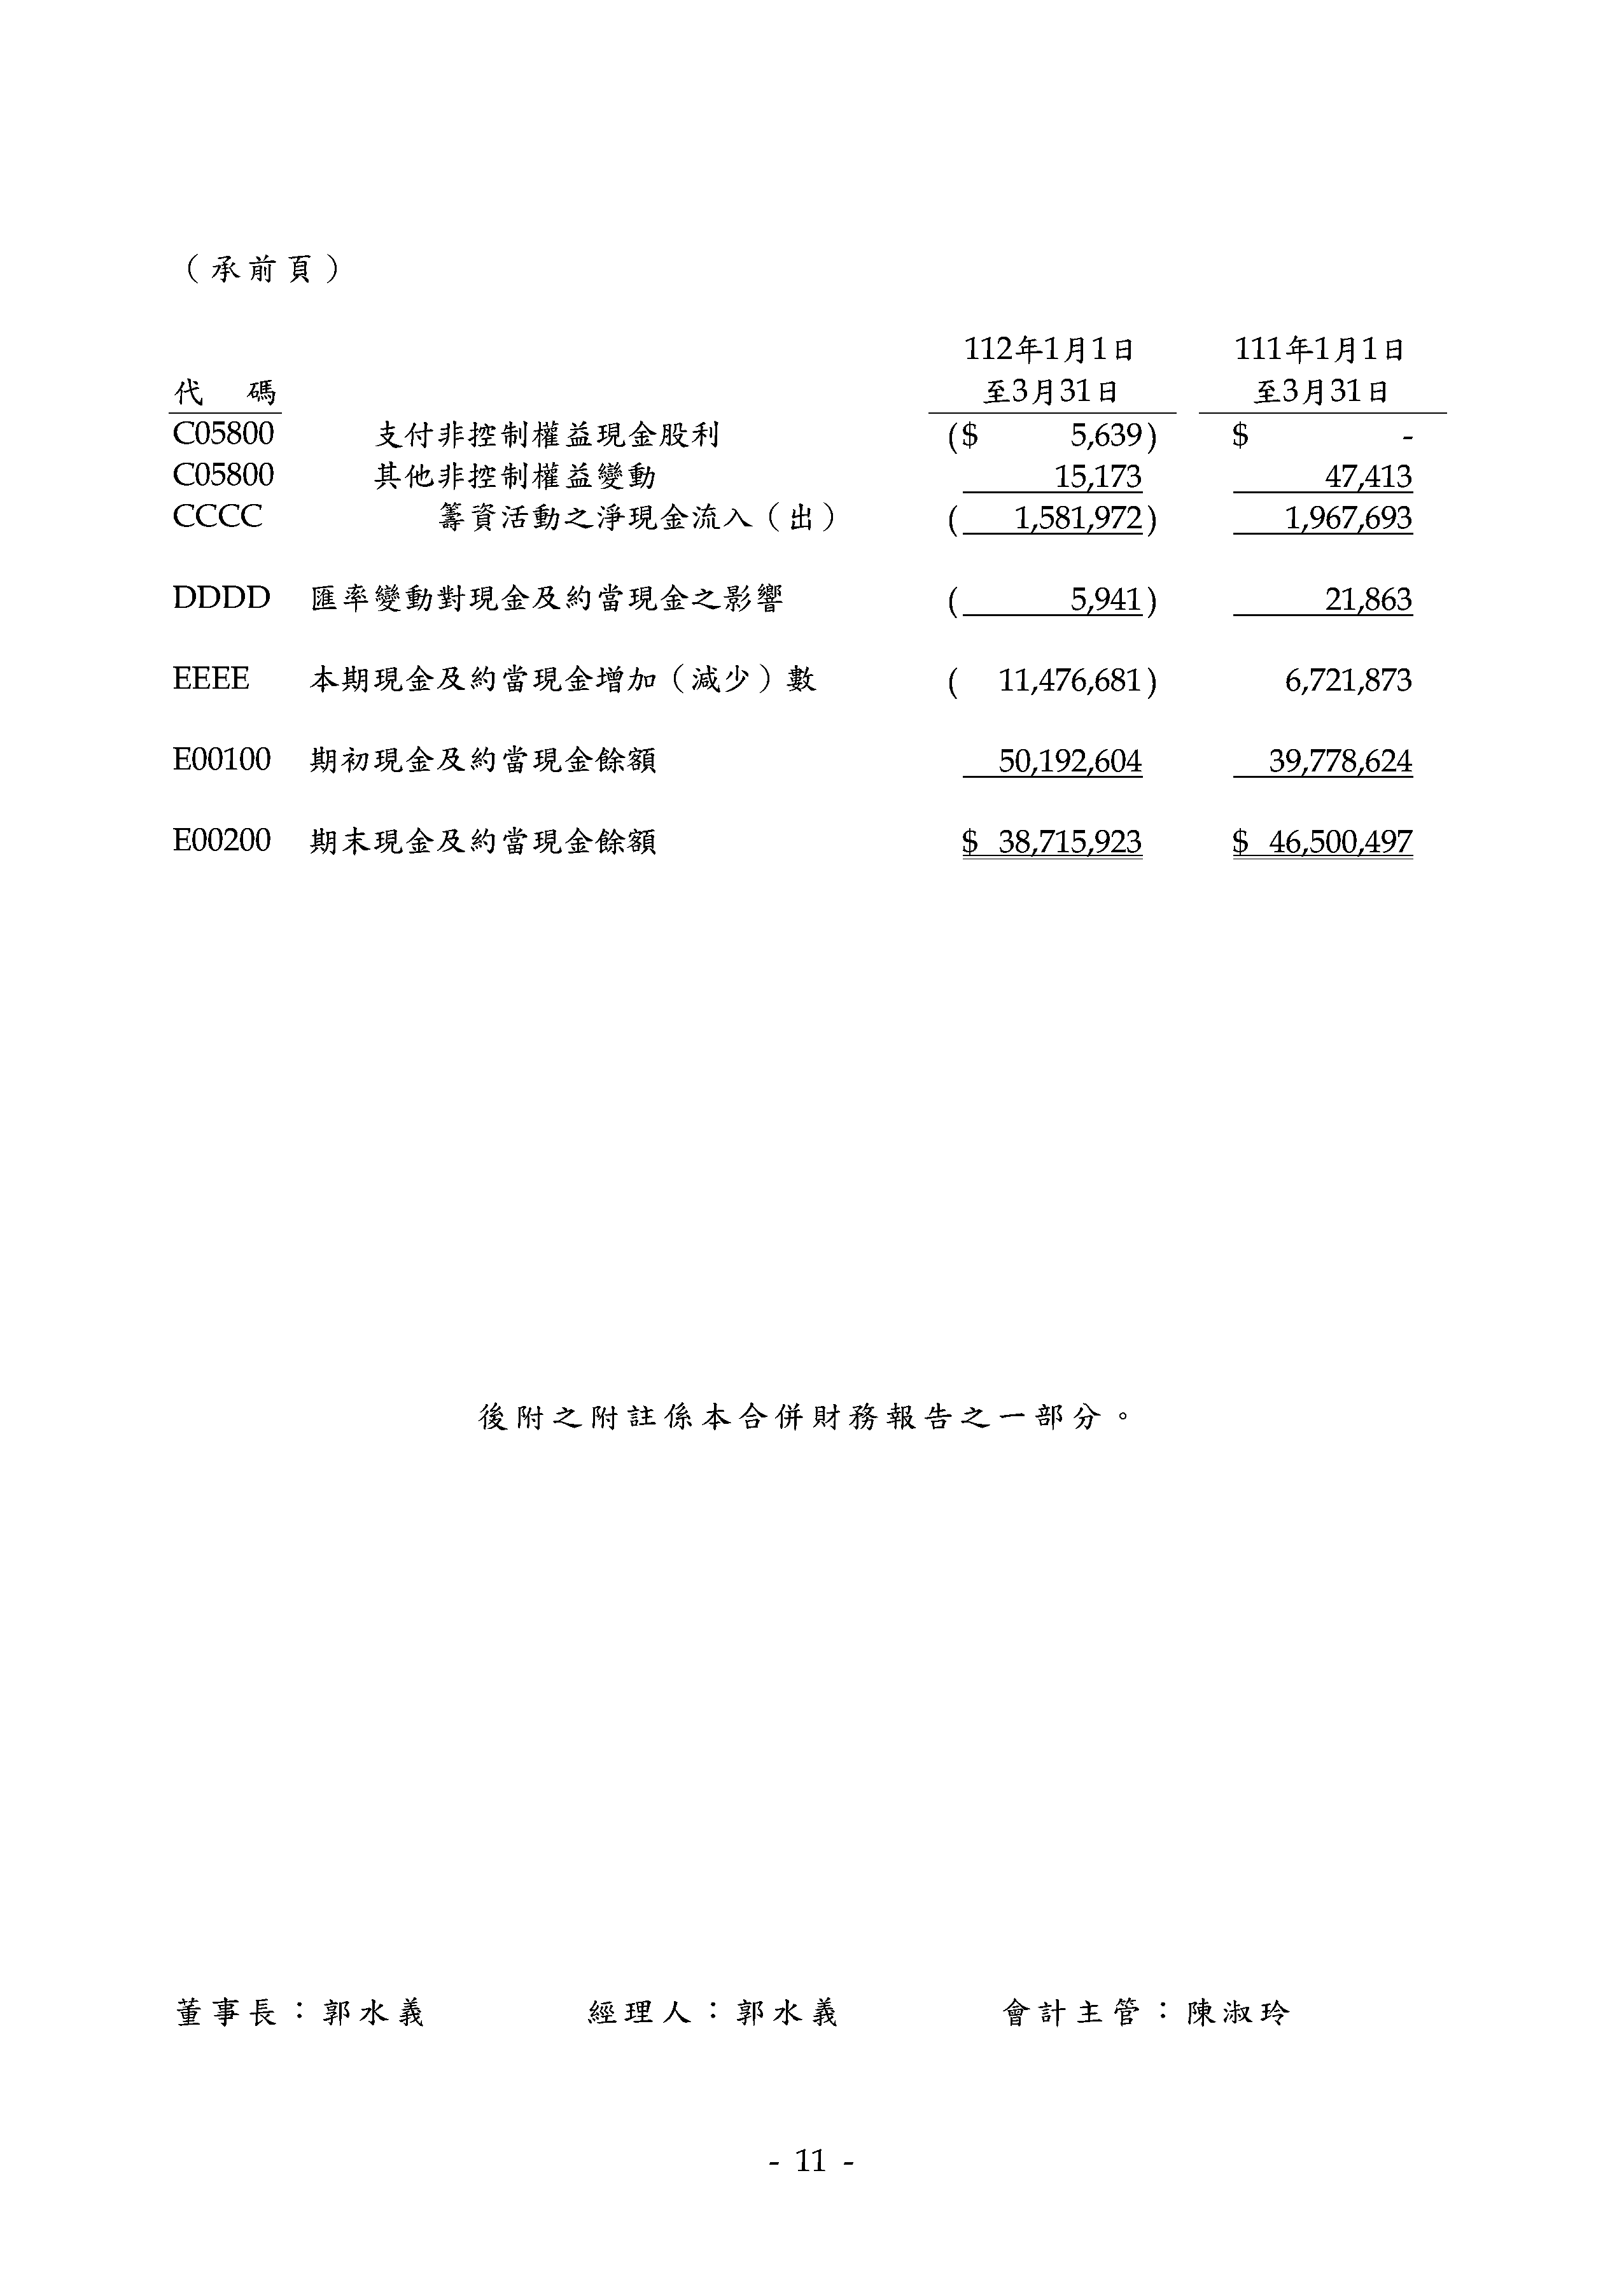 （承前頁）
112年1月1日 111年1月1日
代 碼 至3月31日 至3月31日
C05800 支付非控制權益現金股利 ($ 5,639) $ -
C05800 其他非控制權益變動 15,173 47,413
CCCC 籌資活動之淨現金流入（出） ( 1,581,972) 1,967,693
DDDD 匯率變動對現金及約當現金之影響 ( 5,941) 21,863
EEEE 本期現金及約當現金增加（減少）數 ( 11,476,681) 6,721,873
E00100 期初現金及約當現金餘額 50,192,604 39,778,624
E00200 期末現金及約當現金餘額 $ 38,715,923 $ 46,500,497
後附之附註係本合併財務報告之一部分。
董事長：郭水義 經理人：郭水義 會計主管：陳淑玲
- 11 -